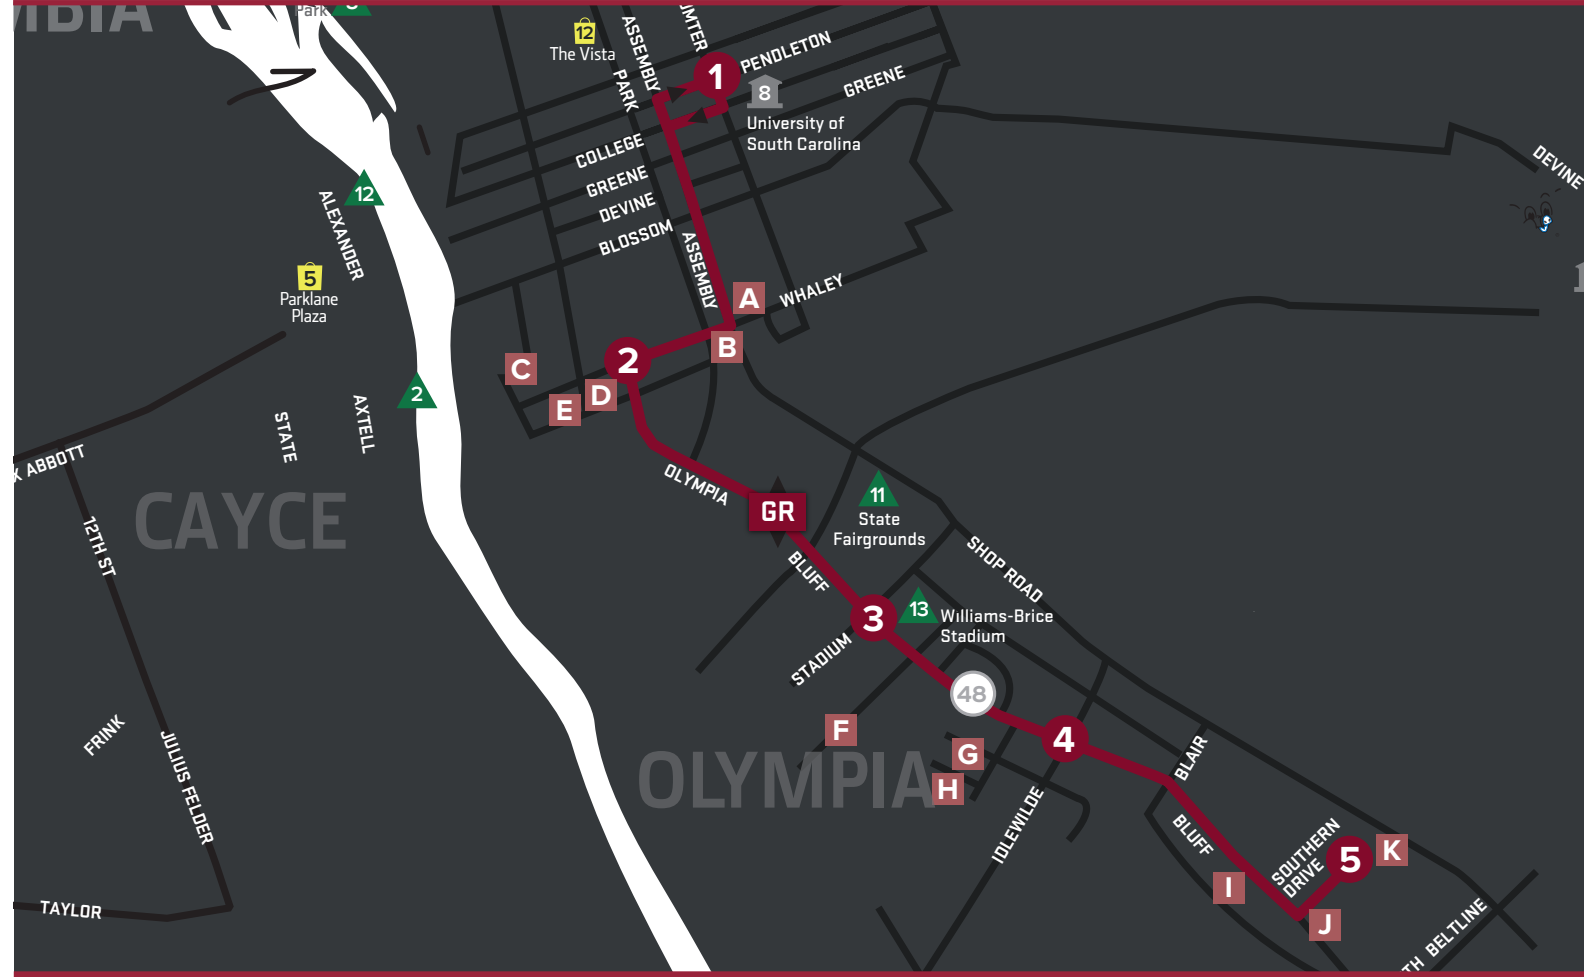 Park
12
The Vista
ASSEMBLY
PARK
PENDLETON
1
GREENE
8
University of
South Carolina
COLLEGE
GREENE
DEVINE
BLOSSOM
ASSEMBLY
DEVINE
12
ALEXANDER
5
Parklane
Plaza
A
WHALEY
B
2
C
D
E
2
STATE
AXTELL
ABBOTT
CAYCE
12TH ST
OLYMPIA
GR
11
State
Fairgrounds
BLUFF
SHOP ROAD
3
13
Williams-Brice
Stadium
STADIUM
48
F
4
G
H
OLYMPIA
FRINK
JULIUS FELDER
IDLEWILDE
BLAIR
BLUFF
SOUTHERN
DRIVE
5
K
I
J
TAYLOR
BELTLINE